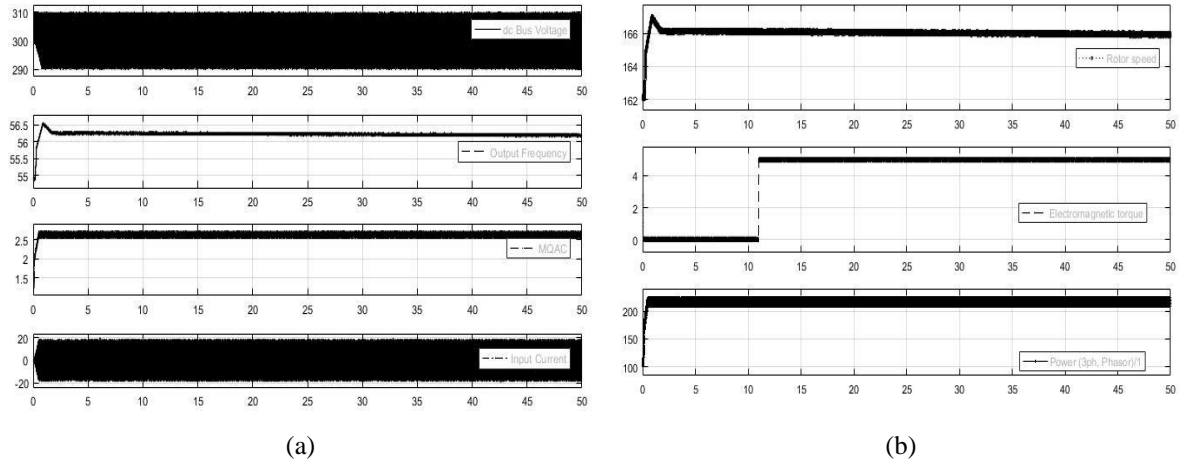 310
300
290
dc Bus Voltage
0 5 10 15 20 25 30 35 40 45 50
56.5
56
55.5
55
Output Frequency
0 5 10 15 20 25 30 35 40 45 50
2.5
2
1.5
MQAC
0 5 10 15 20 25 30 35 40 45 50
20
0
-20
Input Current
0 5 10 15 20 25 30 35 40 45 50
(a)
166
164
162
Rotor speed
0 5 10 15 20 25 30 35 40 45 50
4
2
0
Electromagnetic torque
0 5 10 15 20 25 30 35 40 45 50
200
150
100
Power (3ph, Phasor)/1
0 5 10 15 20 25 30 35 40 45 50
(b)